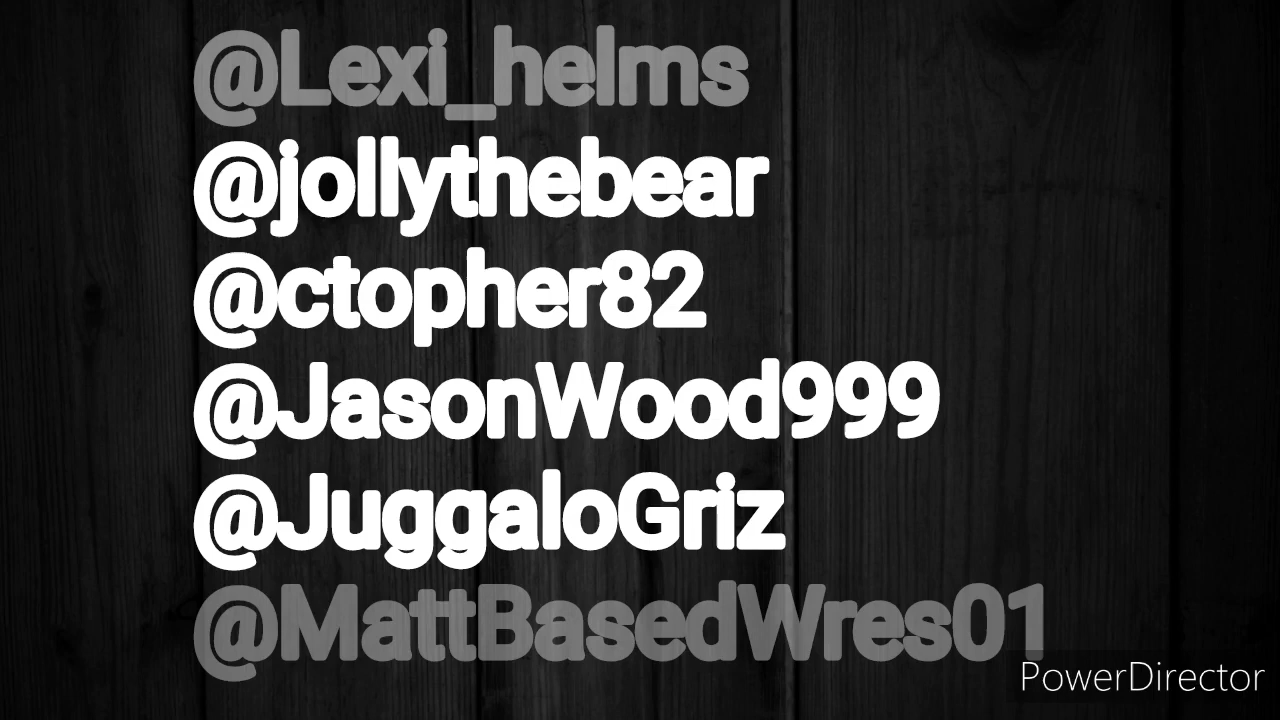 @Lexi_helms
@jollythebear
@ctopher82
@JasonWood999
@JuggaloGriz
@MattBasedWres01
PowerDirector